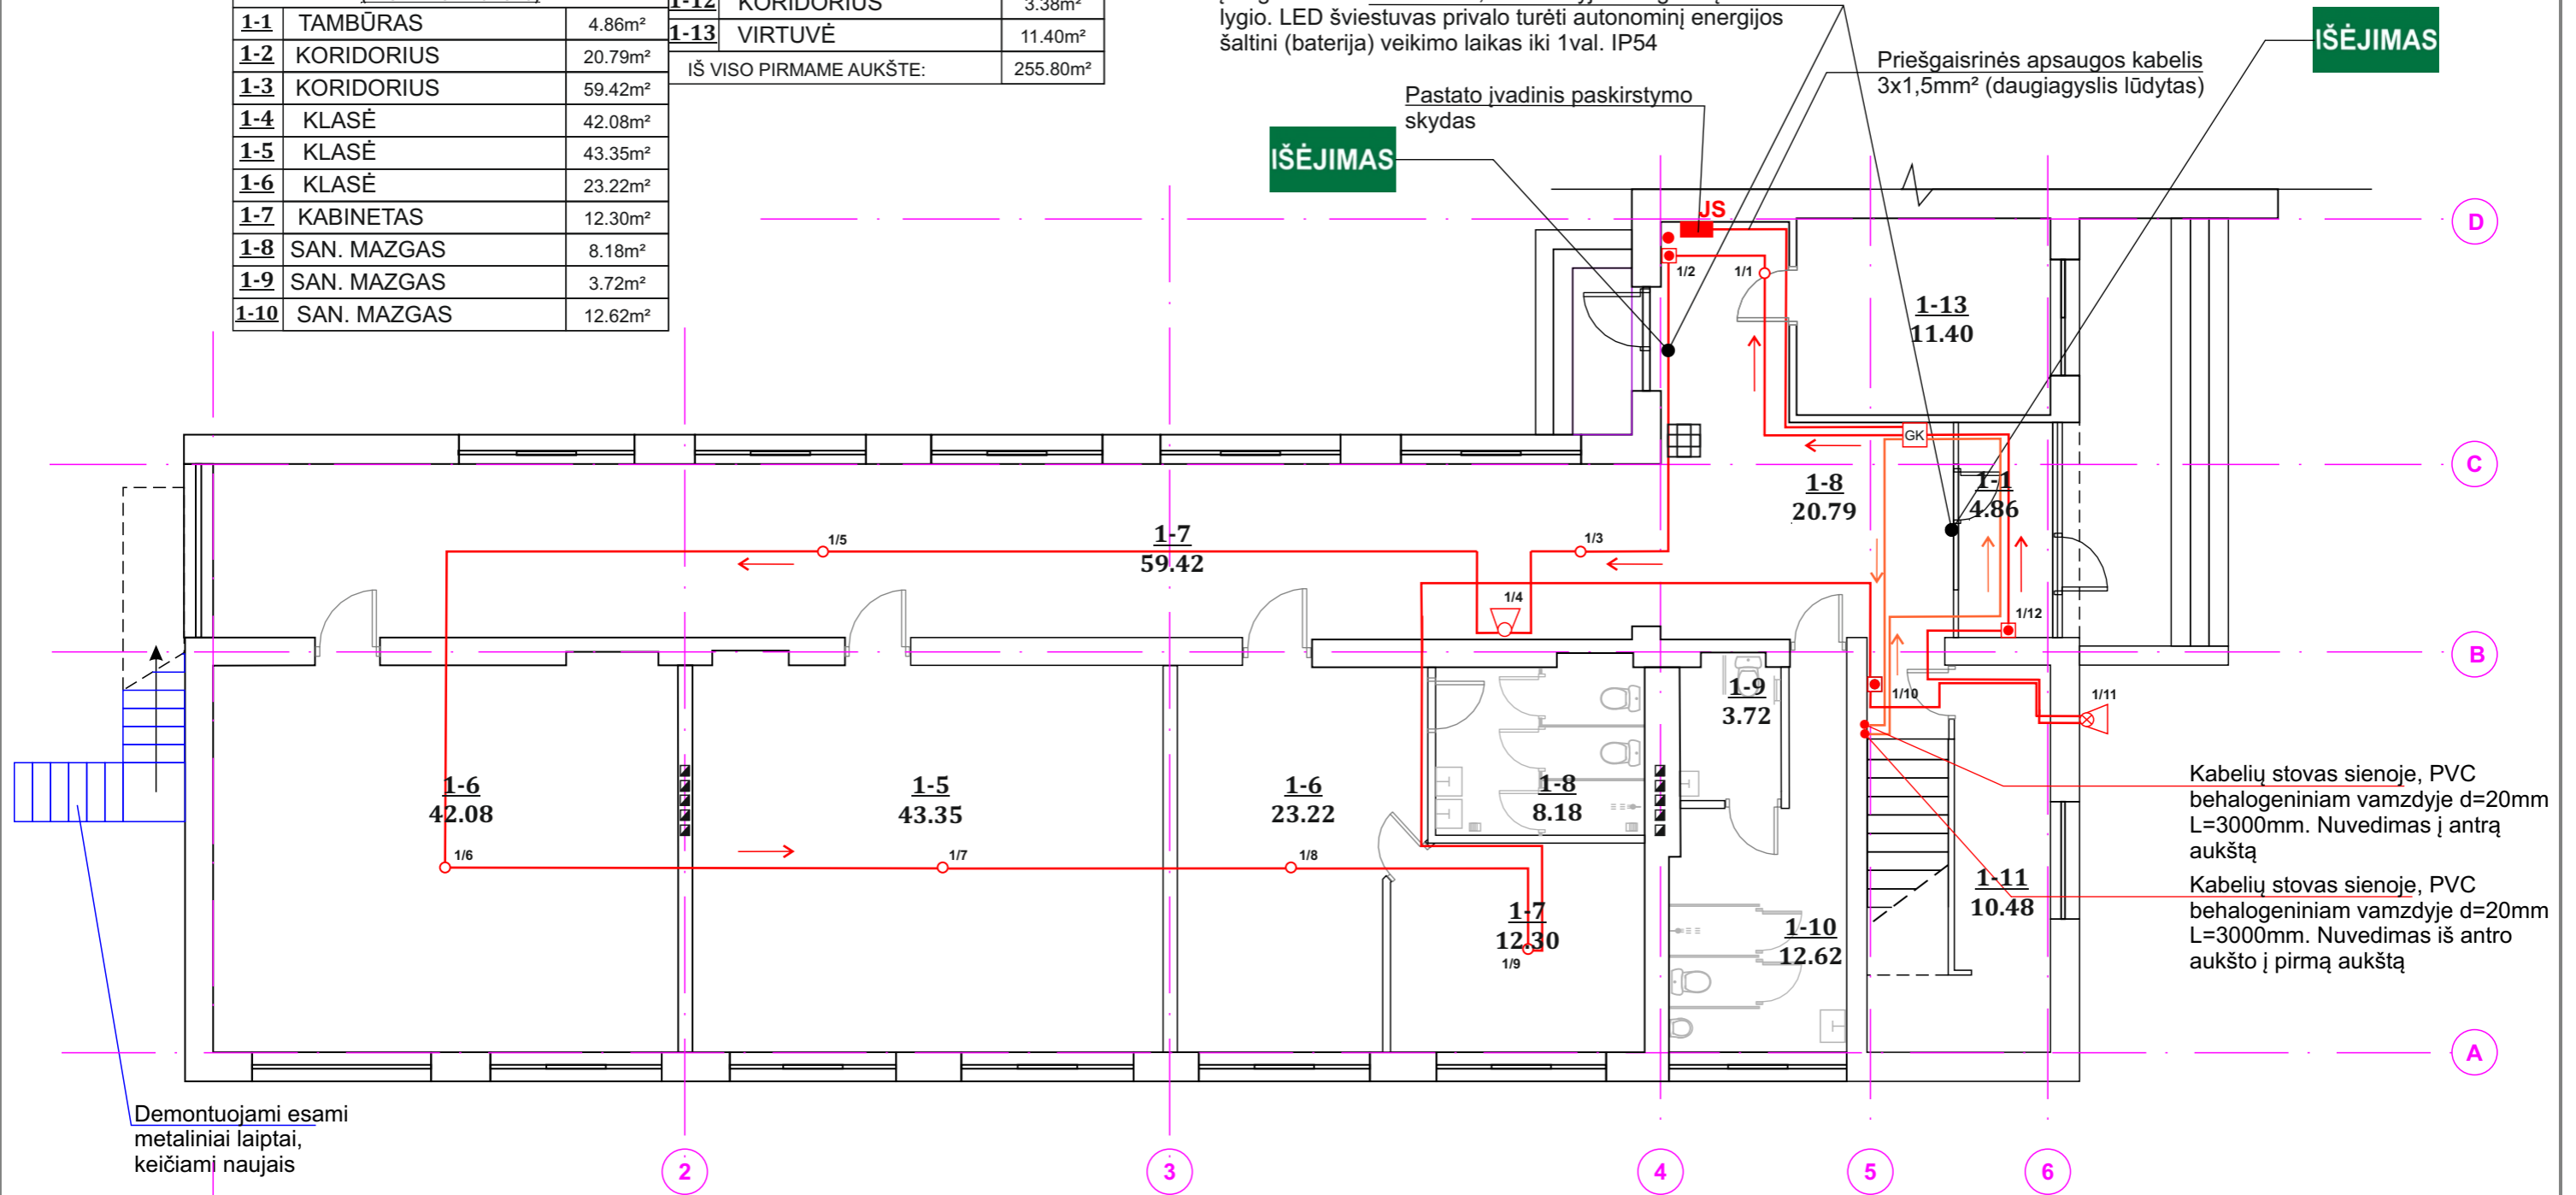 1-1 TAMBŪRAS 4.86m²
1-2 KORIDORIUS 20.79m²
1-3 KORIDORIUS 59.42m²
1-4 KLASĖ 42.08m²
1-5 KLASĖ 43.35m²
1-6 KLASĖ 23.22m²
1-7 KABINETAS 12.30m²
1-8 SAN. MAZGAS 8.18m²
1-9 SAN. MAZGAS 3.72m²
1-10 SAN. MAZGAS 12.62m²
1-12 KORIDORIUS 3.38m²
1-13 VIRTUVĖ 11.40m²
IŠ VISO PIRMAME AUKŠTE: 255.80m²
lygio. LED šviestuvas privalo turėti autonominį energijos
šaltini (baterija) veikimo laikas iki 1val. IP54
IŠĖJIMAS
Priešgaisrinės apsaugos kabelis
3x1,5mm² (daugiagyslis lūdytas)
Pastato įvadinis paskirstymo
skydas
IŠĖJIMAS
JS
D
1/2
1/1
1-13
11.40
GK
C
1-8
20.79
1-1
4.86
1/5
1-7
59.42
1/3
1/4
1/12
B
1-9
3.72
1/10
1/11
1-6
42.08
1-5
43.35
1-6
23.22
1-8
8.18
Kabelių stovas sienoje, PVC
behalogeniniam vamzdyje d=20mm
L=3000mm. Nuvedimas į antrą
aukštą
1/6
1/7
1/8
1-7
12.30
1/9
1-10
12.62
1-11
10.48
Kabelių stovas sienoje, PVC
behalogeniniam vamzdyje d=20mm
L=3000mm. Nuvedimas iš antro
aukšto į pirmą aukštą
A
Demontuojami esami
metaliniai laiptai,
keičiami naujais
2
3
4
5
6